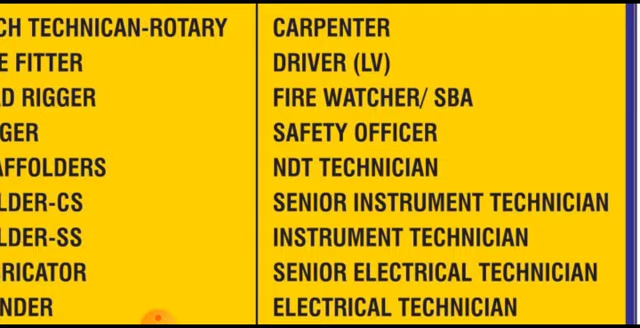 CH TECHNICAN-ROTARY
E FITTER
D RIGGER
GER
AFFOLDERS
LDER-CS
LDER-SS
RICATOR
NDER
CARPENTER
DRIVER (LV)
FIRE WATCHER/ SBA
SAFETY OFFICER
NDT TECHNICIAN
SENIOR INSTRUMENT TECHNICIAN
INSTRUMENT TECHNICIAN
SENIOR ELECTRICAL TECHNICIAN
ELECTRICAL TECHNICIAN